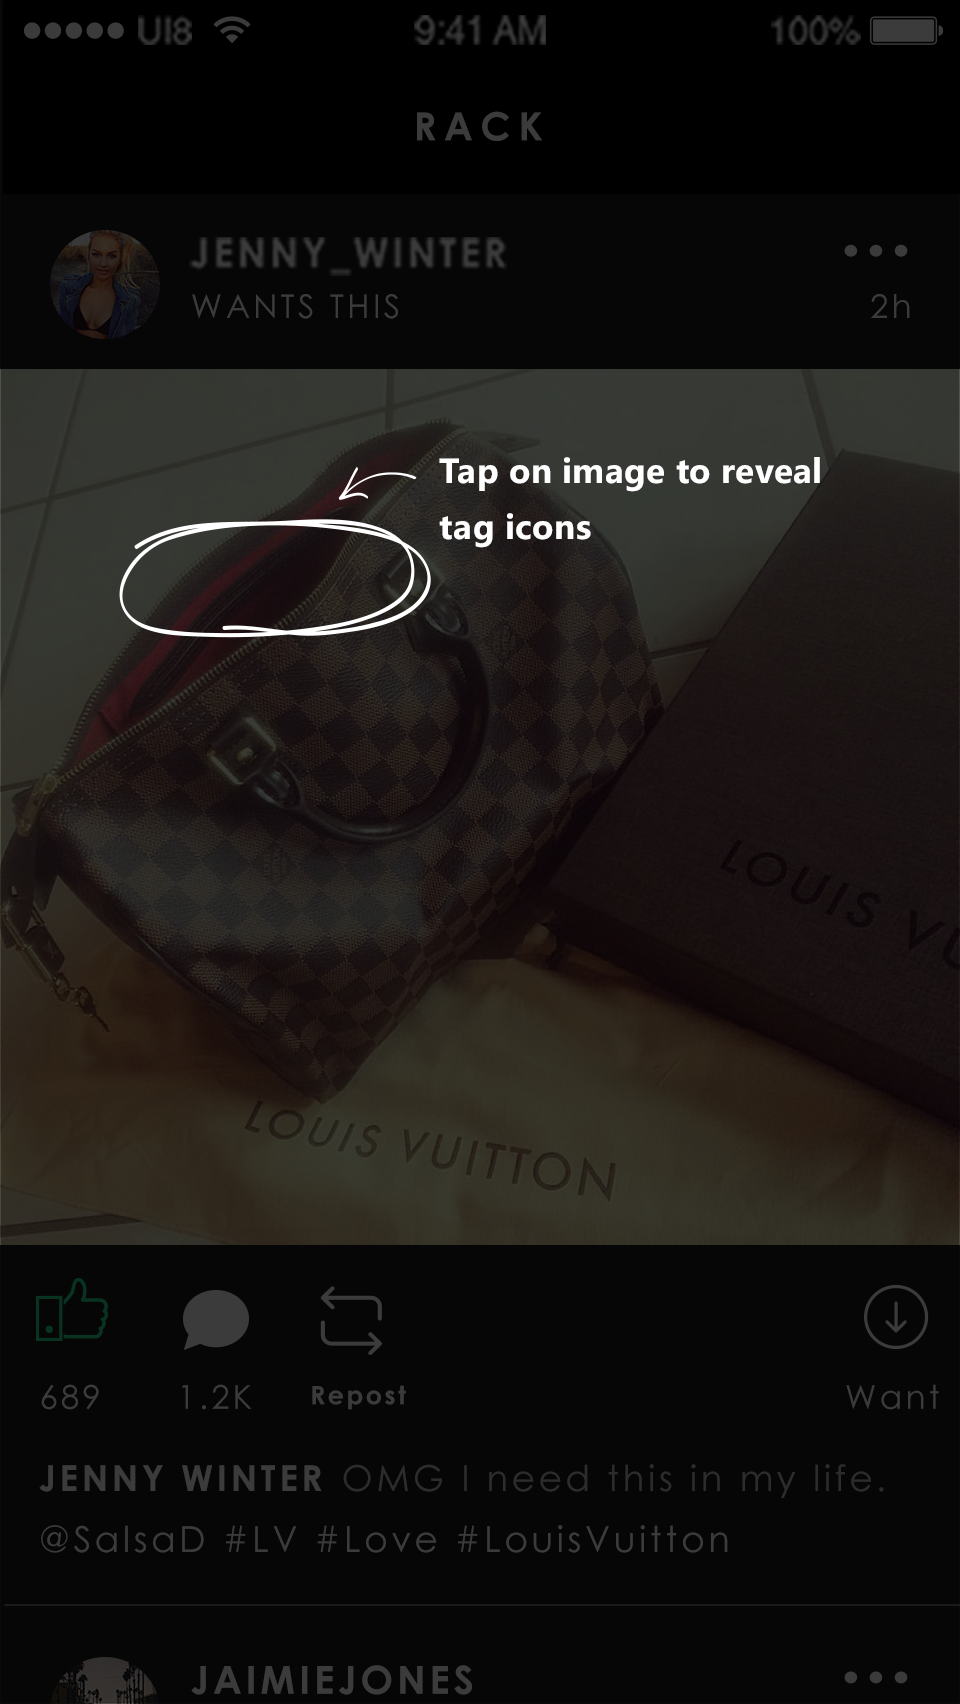 UI8 9:41 AM 100%
RACK
JENNY_WINTER
WANTS THIS
2h
Tap on image to reveal
tag icons
LOUIS VU
LOUIS VUITTON
689 1.2K Repost Want
JENNY WINTER OMG I need this in my life.
@SalsaD #LV #Love #LouisVuitton
JAIMIEJONES